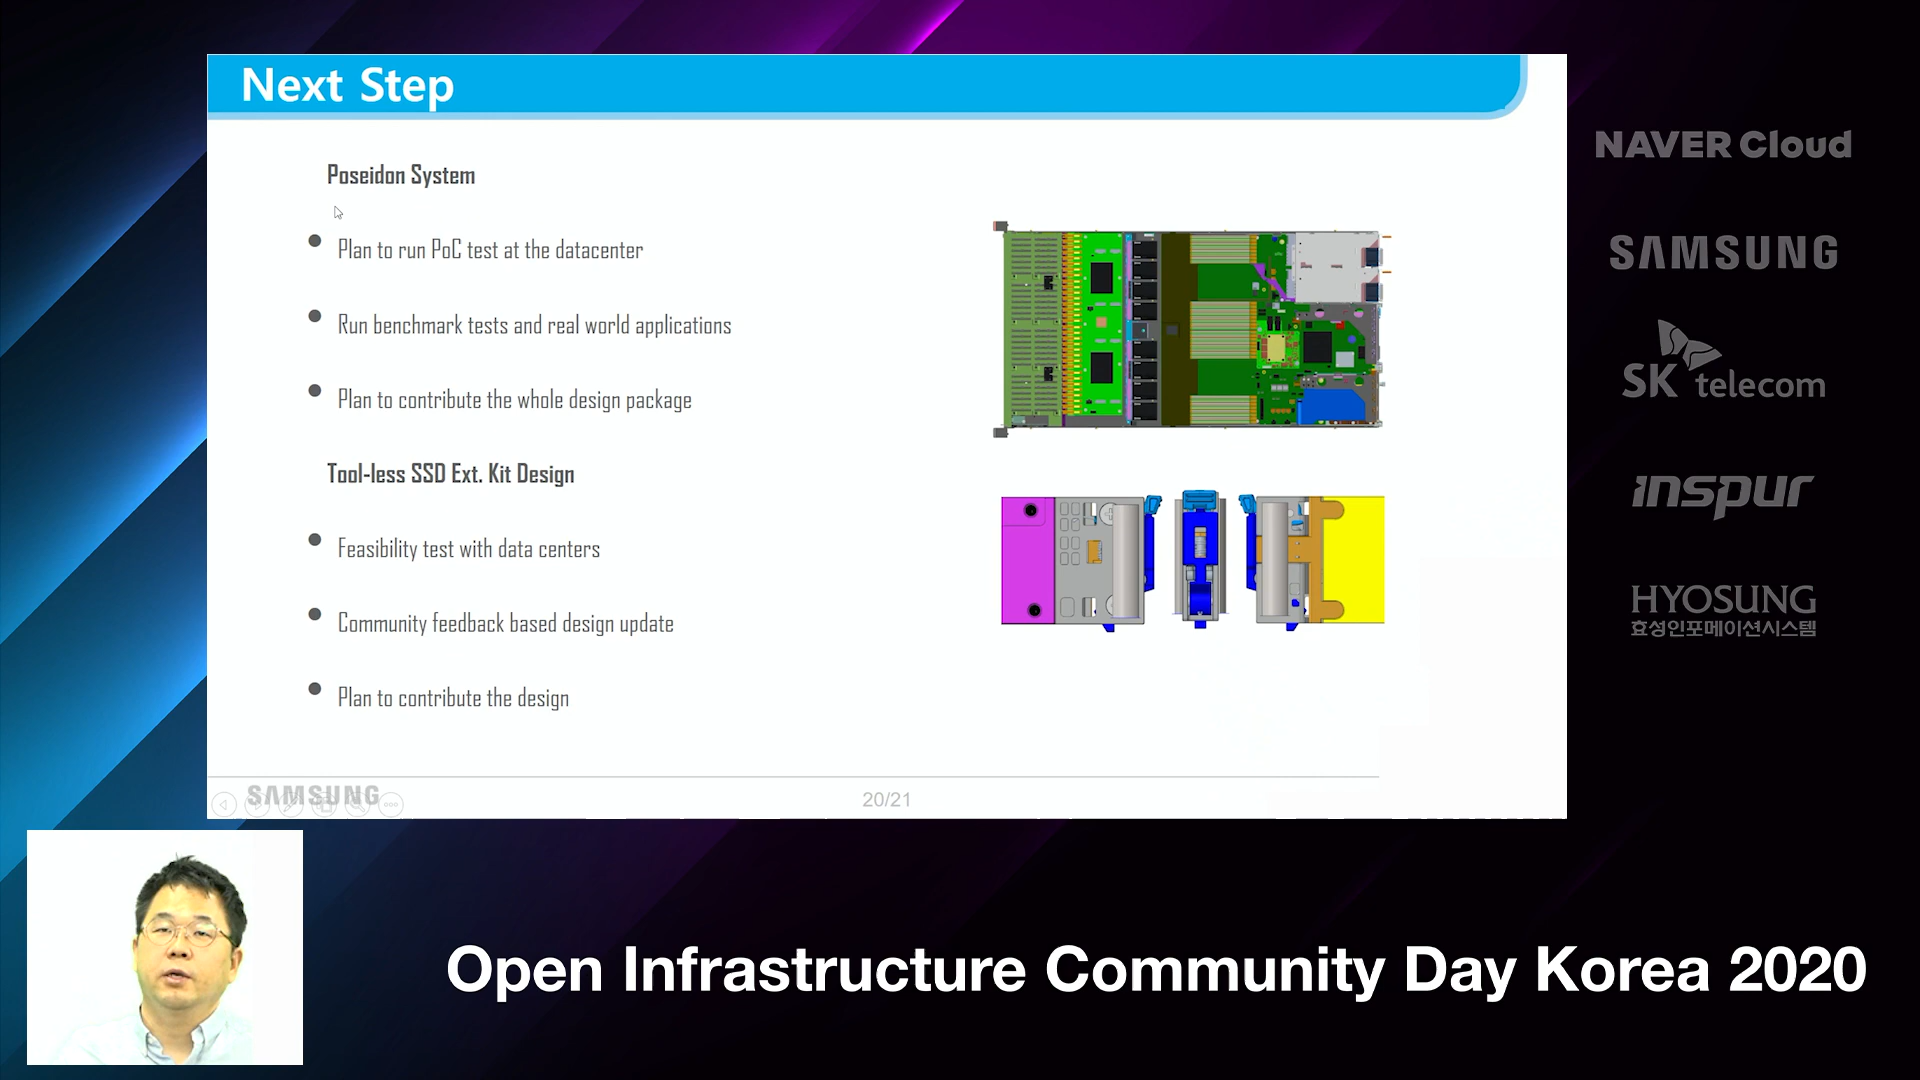 Next Step
Poseidon System
Plan to run PoC test at the datacenter
Run benchmark tests and real world applications
Plan to contribute the whole design package
Tool-less SSD Ext. Kit Design
Feasibility test with data centers
Community feedback based design update
Plan to contribute the design
SAMSUNG
20/21
NAVER Cloud
SAMSUNG
SK telecom
inspur
HYOSUNG
효성인포메이션시스템
Open Infrastructure Community Day Korea 2020